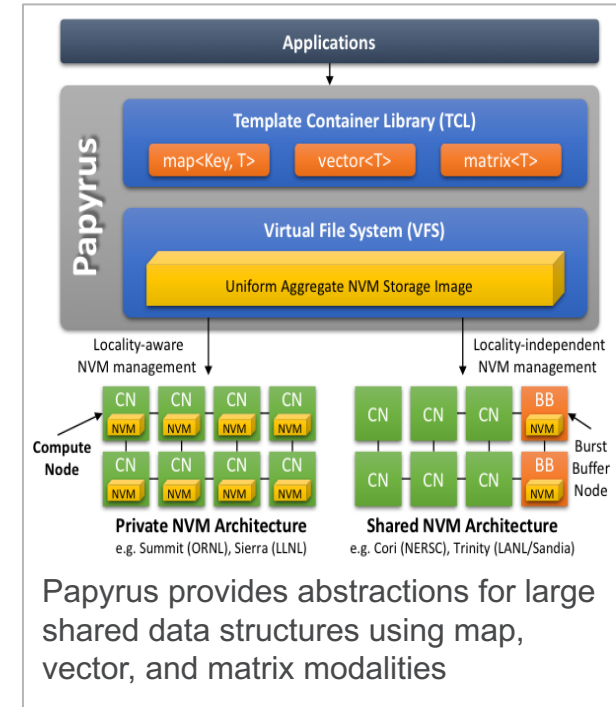 Applications
Papyrus
Template Container Library (TCL)
map<Key, T> vector<T> matrix<T>
Virtual File System (VFS)
Uniform Aggregate NVM Storage Image
Locality-aware
NVM management
Locality-independent
NVM management
CN CN CN CN
NVM NVM NVM NVM
CN CN CN CN
NVM NVM NVM NVM
Compute
Node
CN CN CN BB
NVM
CN CN CN BB
NVM
Burst
Buffer
Node
Private NVM Architecture
e.g. Summit (ORNL), Sierra (LLNL)
Shared NVM Architecture
e.g. Cori (NERSC), Trinity (LANL/Sandia)
Papyrus provides abstractions for large
shared data structures using map,
vector, and matrix modalities